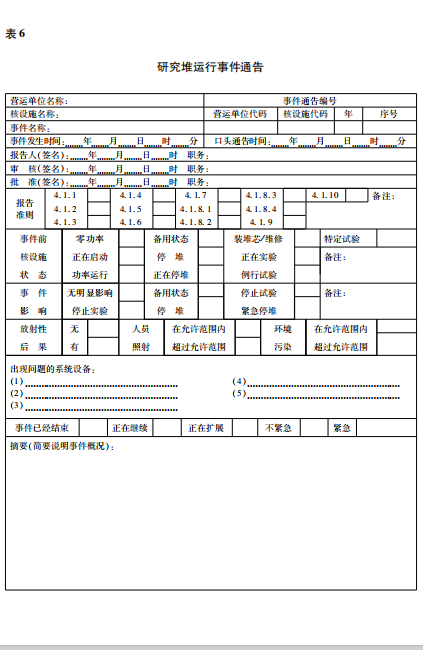 表 6
研究堆运行事件通告
营运单位名称： 事件通告编号
核设施名称： 营运单位代码 核设施代码 年 序号
事件名称：
事件发生时间：......年......月......日......时......分 口头通告时间：......年......月......日......时......分
报告人(签名)：......年......月......日......时 职务：
审 核(签名)：......年......月......日......时 职务：
批 准(签名)：......年......月......日......时 职务：
报告 准则
4.1.1 4.1.4 4.1.7 4.1.8.3 4.1.10 备注：
4.1.2 4.1.5 4.1.8.1 4.1.8.4
4.1.3 4.1.6 4.1.8.2 4.1.9
事件前 零功率 备用状态 装堆芯/维修 特定试验
核设施 正在启动 停 堆 正在实验 备注：
状 态 功率运行 正在停堆 例行试验
事 件 无明显影响 备用状态 停止试验 备注：
影 响 停止实验 停 堆 紧急停堆
放射性 无 人员 在允许范围内 环境 在允许范围内
后 果 有 照射 超过允许范围 污染 超过允许范围
出现问题的系统设备：
(1) (4)
(2) (5)
(3)
事件已经结束 正在继续 正在扩展 不紧急 紧急
摘要(简要说明事件概况)：